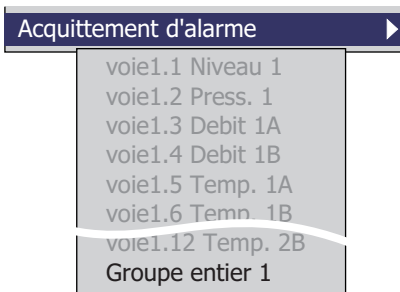 Acquittement d'alarme
voie1.1 Niveau 1
voie1.2 Press. 1
voie1.3 Debit 1A
voie1.4 Debit 1B
voie1.5 Temp. 1A
voie1.6 Temp. 1B
voie1.12 Temp. 2B
Groupe entier 1